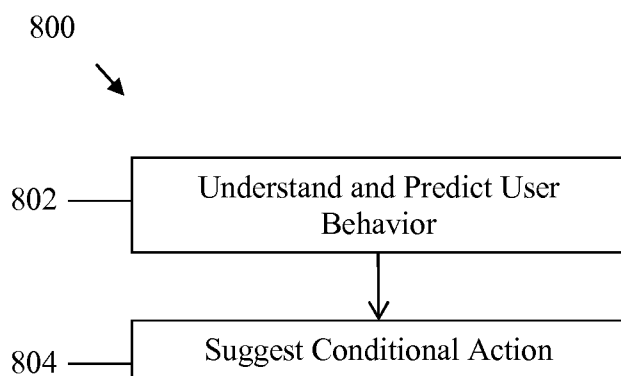 800
802
Understand and Predict User
Behavior
804
Suggest Conditional Action